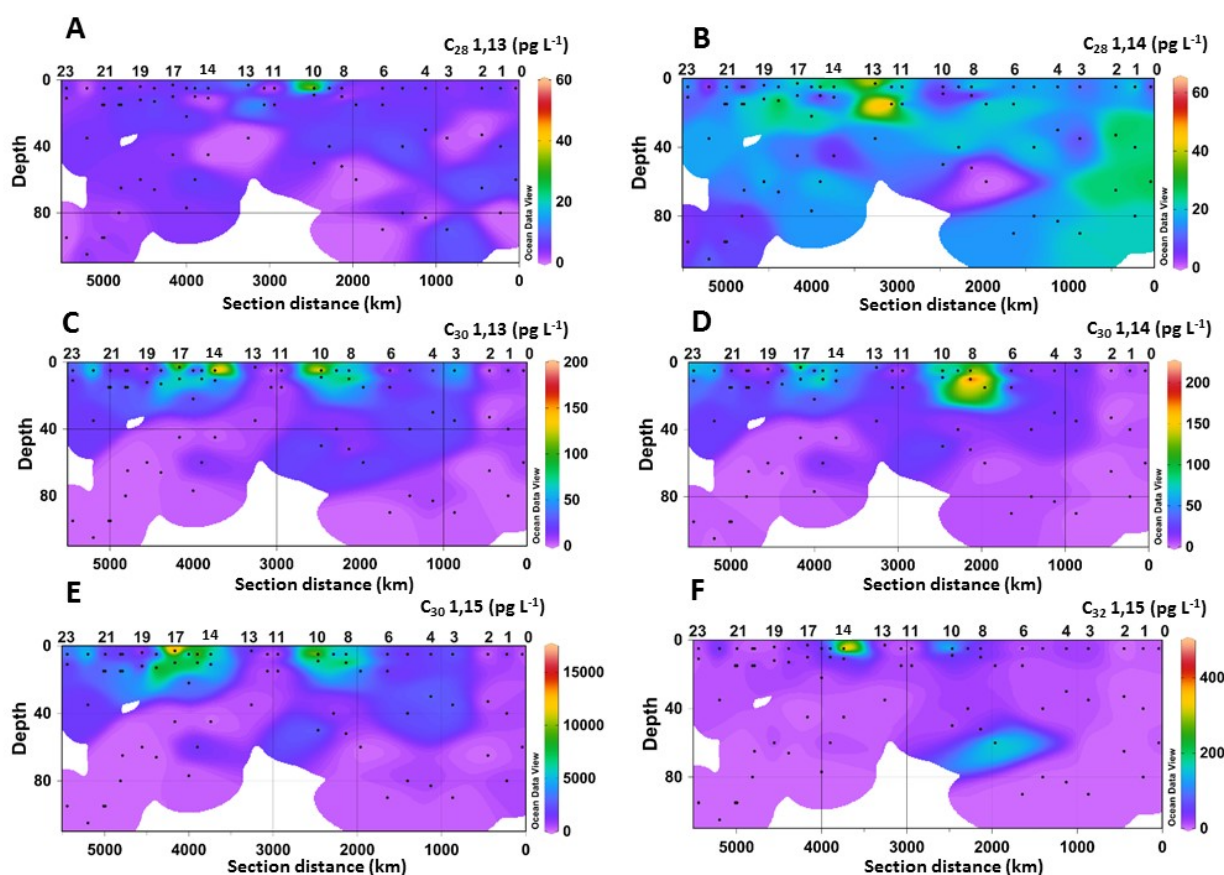 A
C28 1,13 (pg L-1)
23 21 19 17 14 13 11 10 8 6 4 3 2 1 0
0
40
80
Depth
5000 4000 3000 2000 1000 0
Section distance (km)
60
40
20
0
Ocean Data View
B
C28 1,14 (pg L-1)
23 21 19 17 15 13 11 10 8 6 4 3 2 1 0
0
40
80
Depth
5000 4000 3000 2000 1000 0
Section distance (km)
60
40
20
0
Ocean Data View
C
C30 1,13 (pg L-1)
23 21 19 17 14 13 11 10 8 6 4 3 2 1 0
0
40
80
Depth
5000 4000 3000 2000 1000 0
Section distance (km)
200
150
100
50
0
Ocean Data View
D
C30 1,14 (pg L-1)
23 21 19 17 14 13 11 10 8 6 4 3 2 1 0
0
40
80
Depth
5000 4000 3000 2000 1000 0
Section distance (km)
200
150
100
50
0
Ocean Data View
E
C30 1,15 (pg L-1)
23 21 19 17 14 13 11 10 8 6 4 3 2 1 0
0
40
80
Depth
5000 4000 3000 2000 1000 0
Section distance (km)
15000
10000
5000
0
Ocean Data View
F
C32 1,15 (pg L-1)
23 21 19 16 14 13 11 10 8 6 4 3 2 1 0
0
40
80
Depth
5000 4000 3000 2000 1000 0
Section distance (km)
400
200
0
Ocean Data View